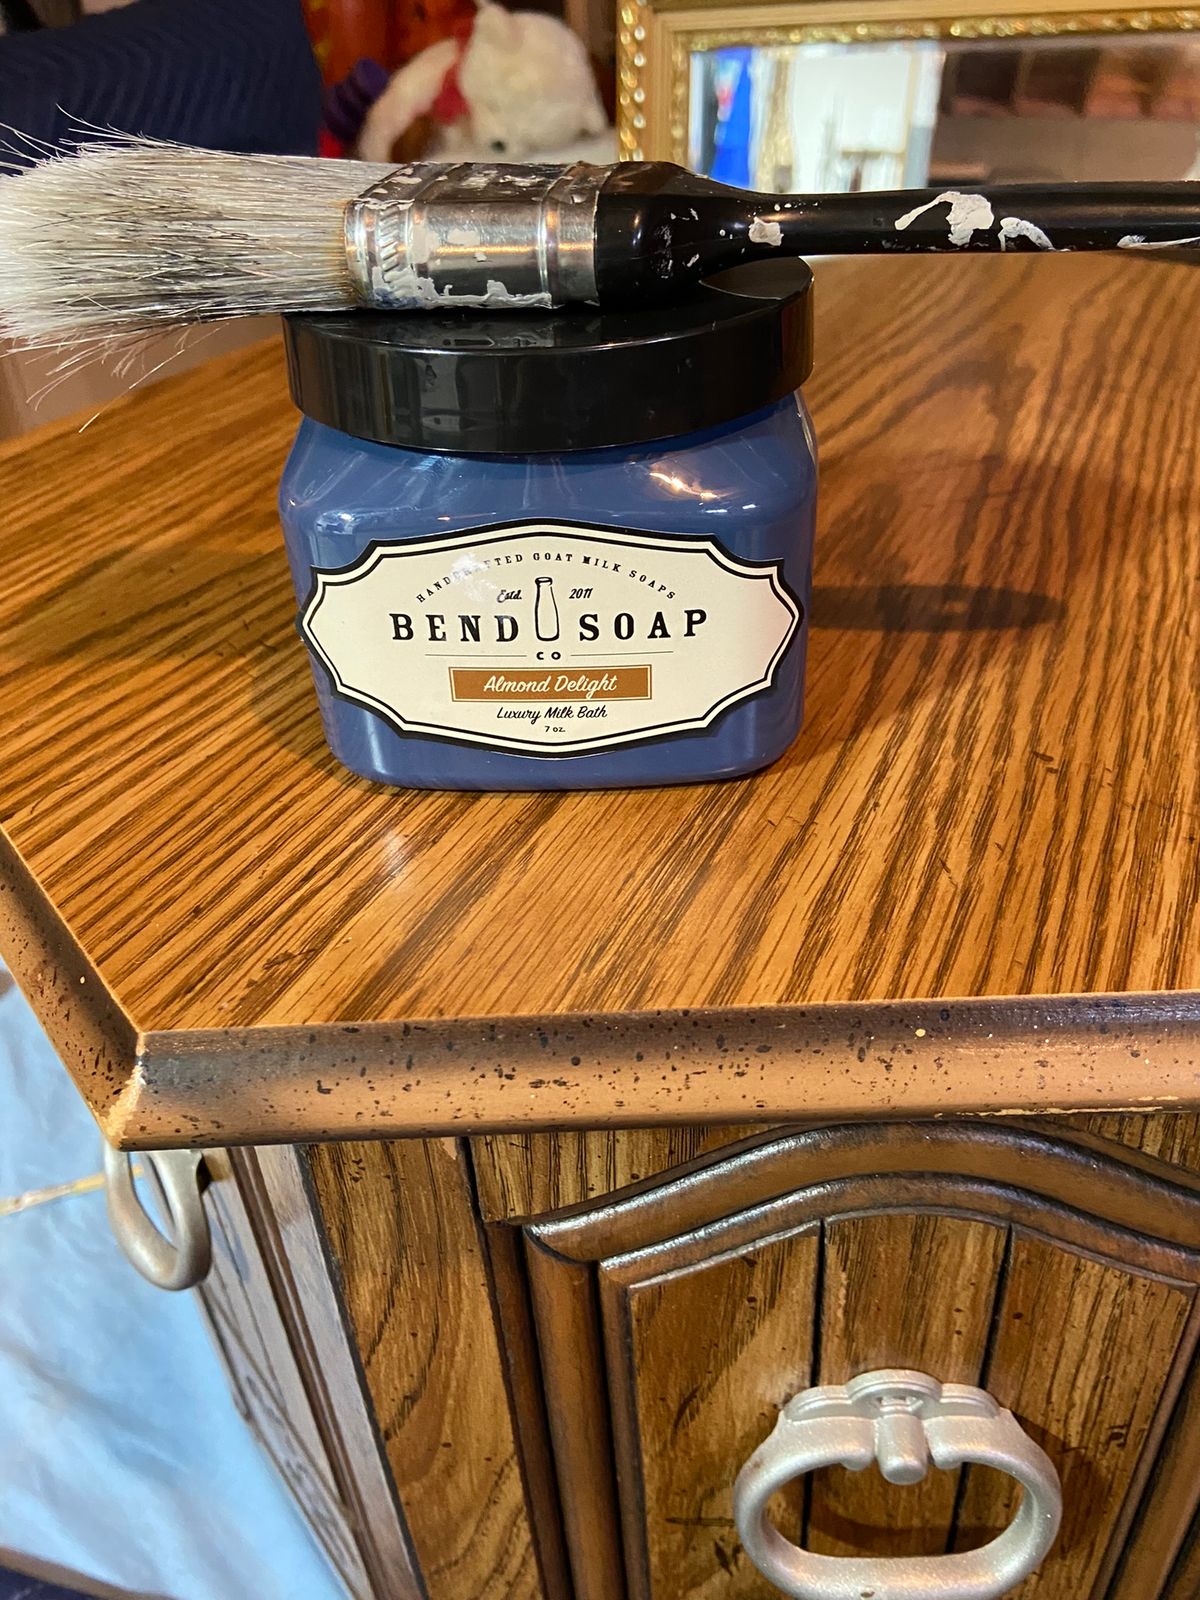 HANDCRAFTED GOAT MILK SOAPS
Estd. 2011
BEND SOAP
CO
Almond Delight
Luxury Milk Bath
7 oz.